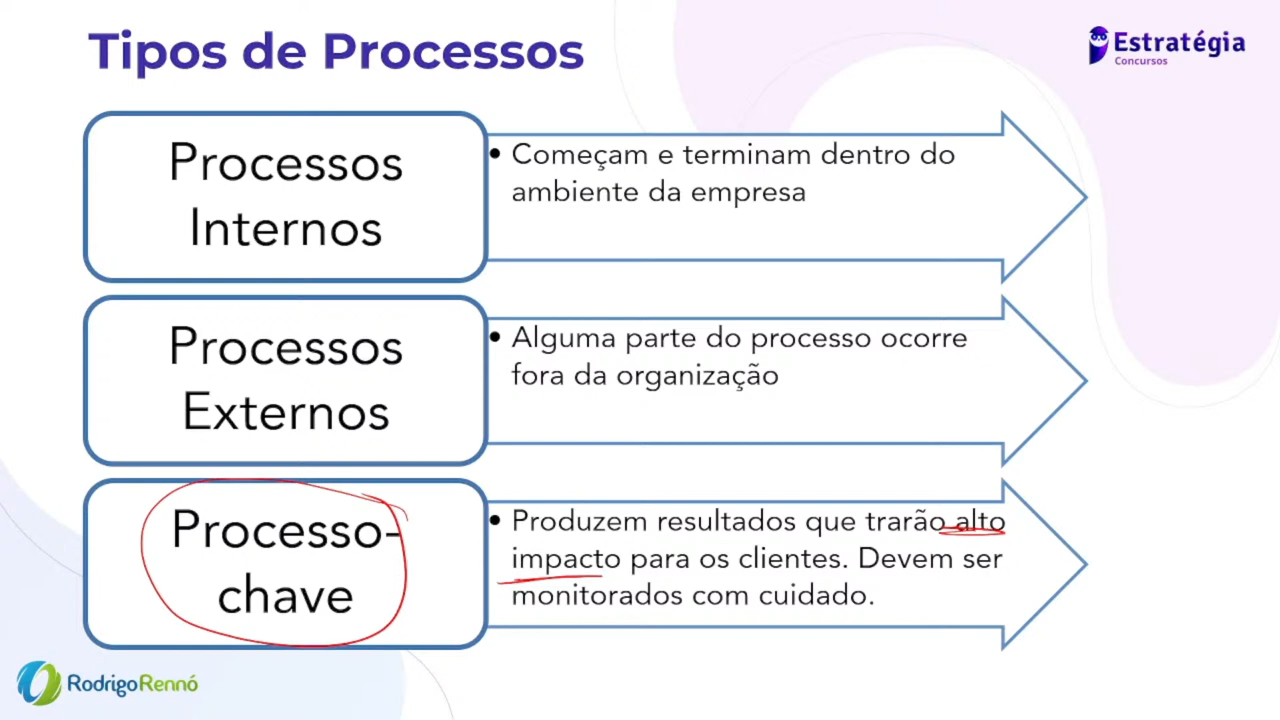 Tipos de Processos
Estratégia
Concursos
Processos
Internos
• Começam e terminam dentro do
ambiente da empresa
Processos
Externos
• Alguma parte do processo ocorre
fora da organização
Processo-
chave
• Produzem resultados que trarão alto
impacto para os clientes. Devem ser
monitorados com cuidado.
RodrigoRennó